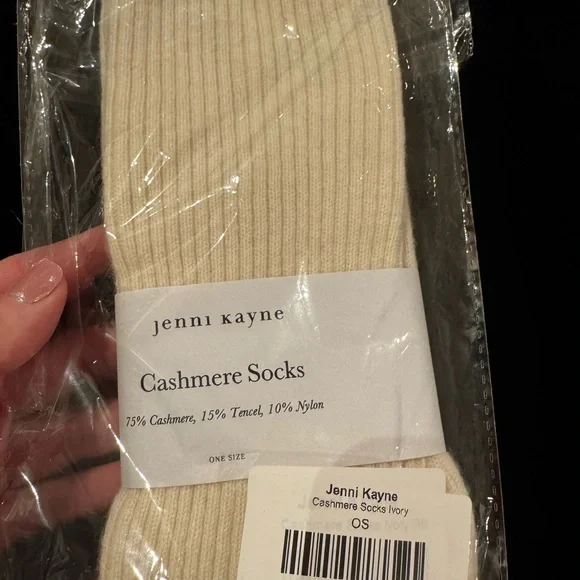 Jenni Kayne
Cashmere Socks
75% Cashmere, 15% Tencel, 10% Nylon
ONE SIZE
Jenni Kayne
Cashmere Socks Ivory
OS